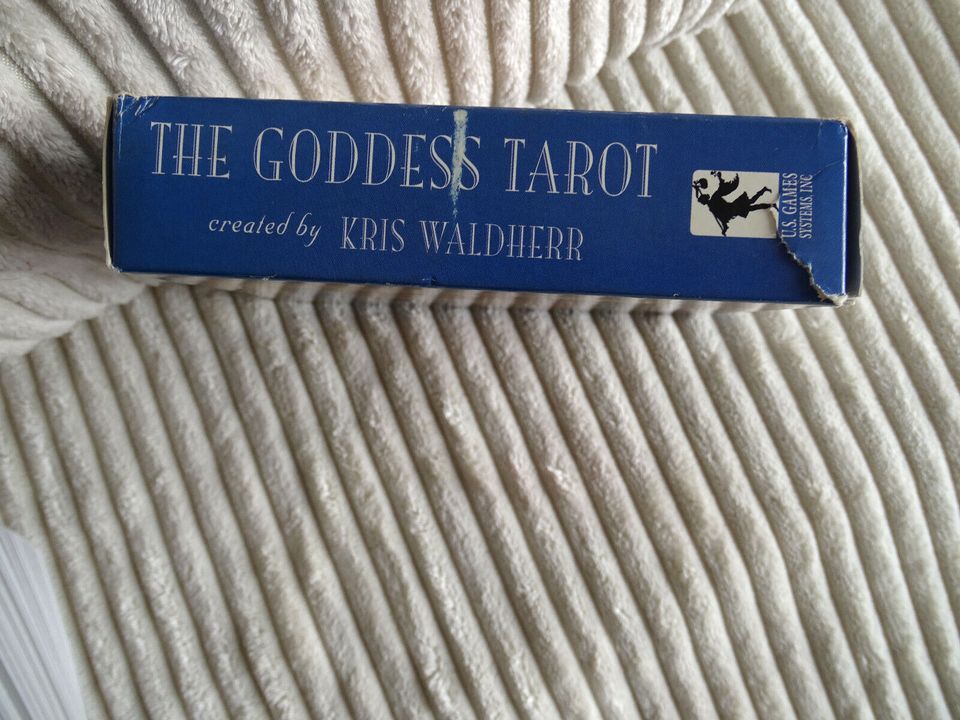 THE GODDESS TAROT
created by KRIS WALDHERR
U.S. GAMES
SYSTEMS, INC